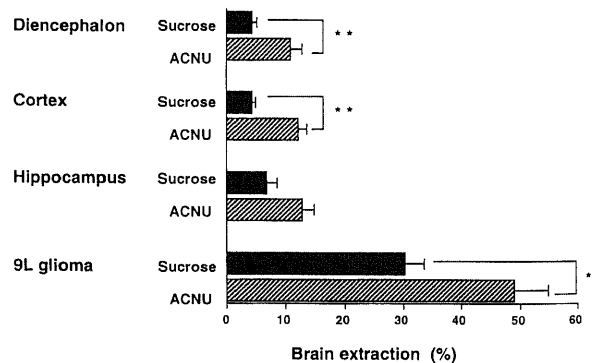 Diencephalon
Sucrose
* *
ACNU
Cortex
Sucrose
* *
ACNU
Hippocampus
Sucrose
ACNU
9L glioma
Sucrose
*
ACNU
0 10 20 30 40 50 60
Brain extraction (%)